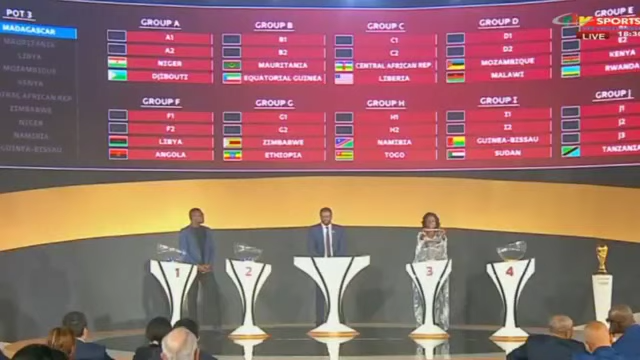 POT 3
MADAGASCAR
MAURITANIA
LIBYA
MOZAMBIQUE
KENYA
AFRICAN REP.
ZIMBABWE
NIGER
NAMIBIA
GUINEA-BISSAU
GROUP A
A1
A2
NIGER
DJIBOUTI
GROUP B
B1
B2
MAURITANIA
EQUATORIAL GUINEA
GROUP C
C1
C2
CENTRAL AFRICAN REP.
LIBERIA
GROUP D
D1
D2
MOZAMBIQUE
MALAWI
GROUP E
E2
KENYA
RWANDA
GROUP F
F1
F2
LIBYA
ANGOLA
GROUP G
G1
G2
ZIMBABWE
ETHIOPIA
GROUP H
H1
H2
NAMIBIA
TOGO
GROUP I
I1
I2
GUINEA-BISSAU
SUDAN
GROUP J
J1
J2
J3
TANZANIA
SPORTS
LIVE
1
2
3
4